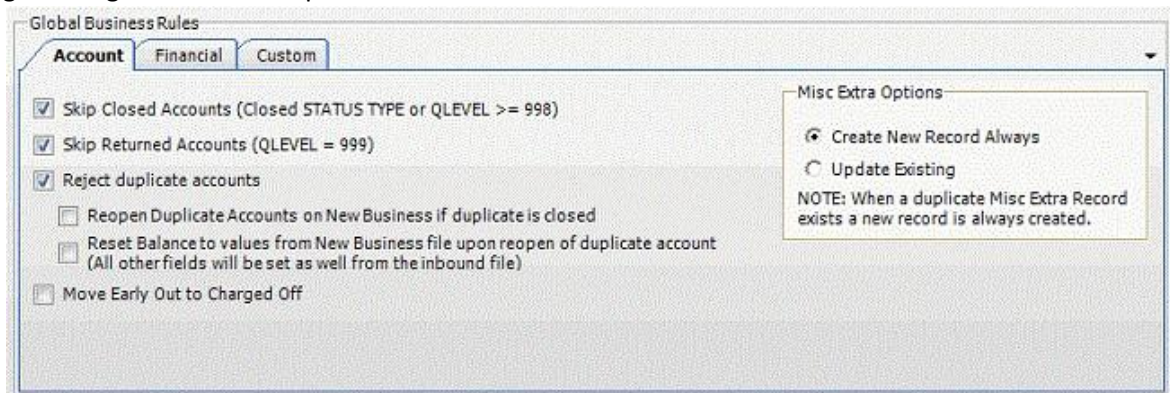 Global Business Rules
Account Financial Custom
Skip Closed Accounts (Closed STATUS TYPE or QLEVEL >= 998)
Skip Returned Accounts (QLEVEL = 999)
Reject duplicate accounts
Reopen Duplicate Accounts on New Business if duplicate is closed
Reset Balance to values from New Business file upon reopen of duplicate account
(All other fields will be set as well from the inbound file)
Move Early Out to Charged Off
Misc Extra Options
Create New Record Always
Update Existing
NOTE: When a duplicate Misc Extra Record
exists a new record is always created.